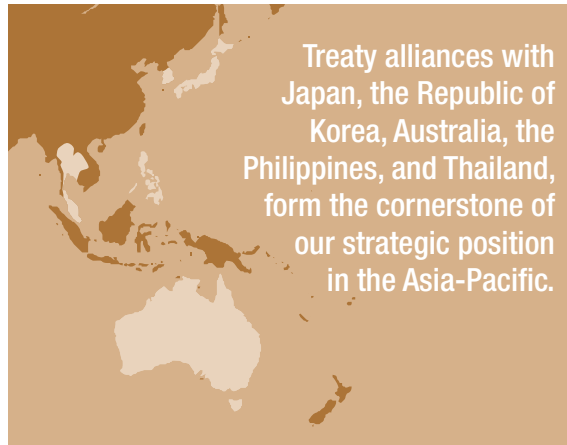 Treaty alliances with
Japan, the Republic of
Korea, Australia, the
Philippines, and Thailand,
form the cornerstone of
our strategic position
in the Asia-Pacific.